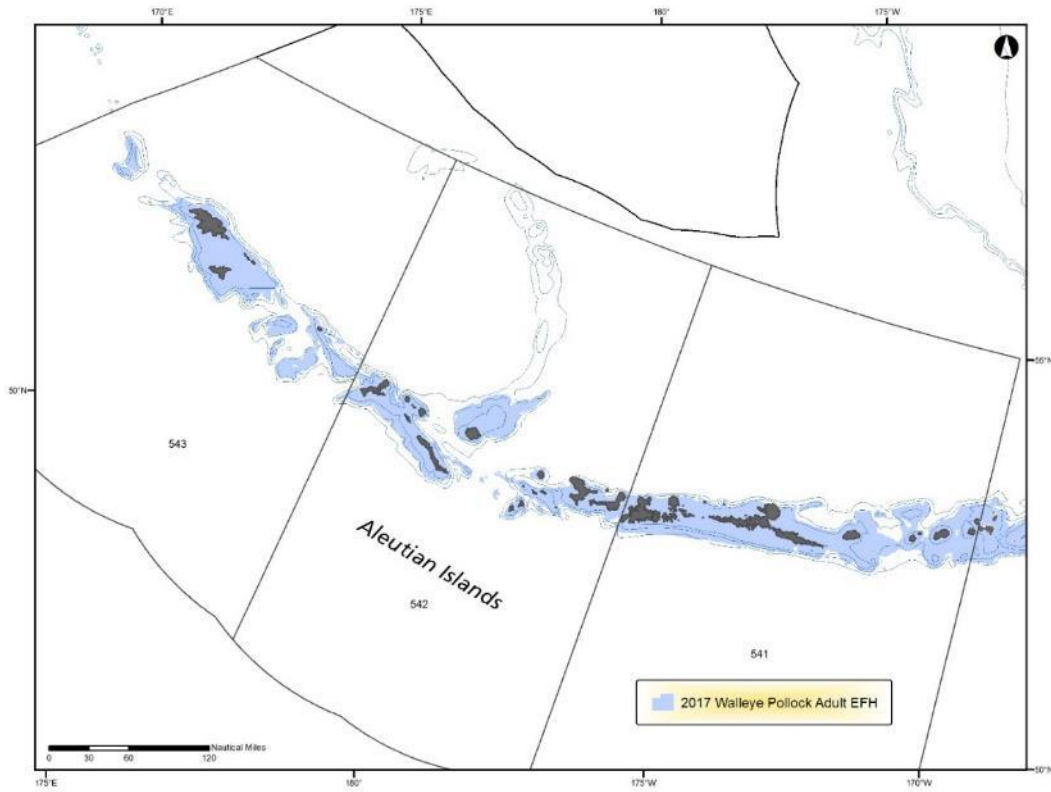 170°E 175°E 180° 175°W
55°N
50°N
543
Aleutian Islands
542
541
2017 Walleye Pollock Adult EFH
Nautical Miles
0 30 60 120
50°N
175°E 180° 175°W 170°W